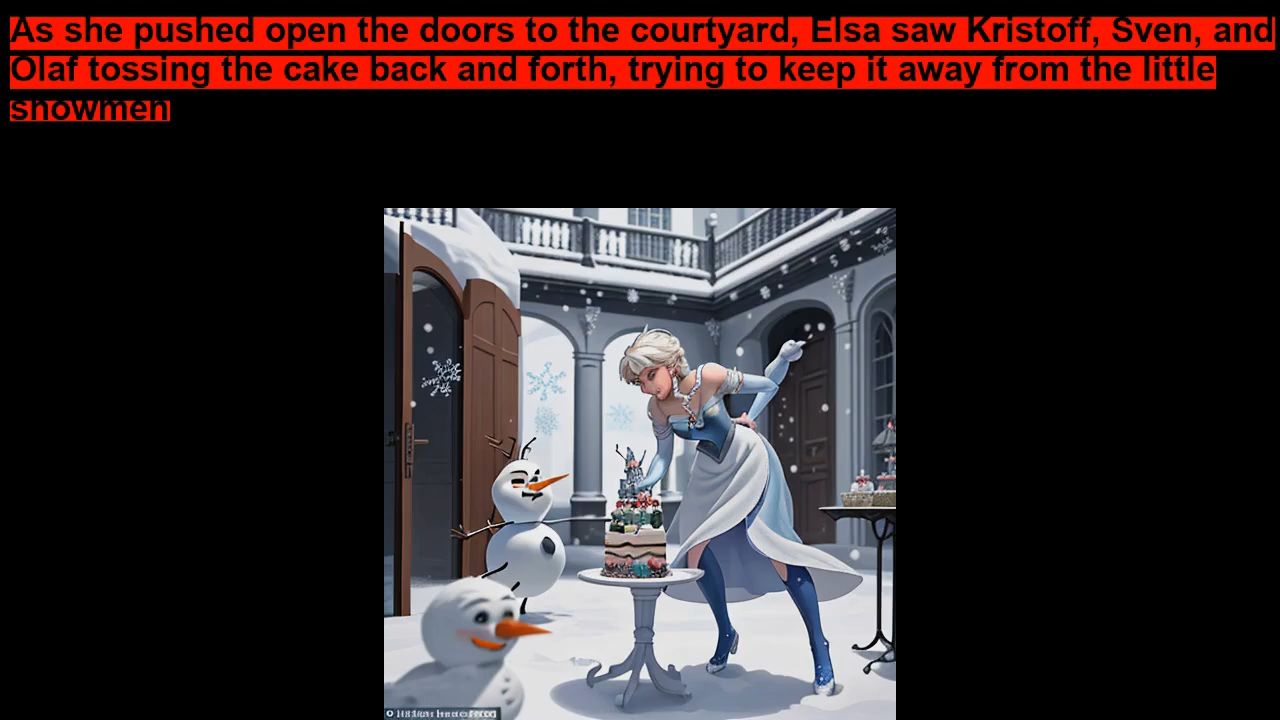 As she pushed open the doors to the courtyard, Elsa saw Kristoff, Sven, and
Olaf tossing the cake back and forth, trying to keep it away from the little
snowmen